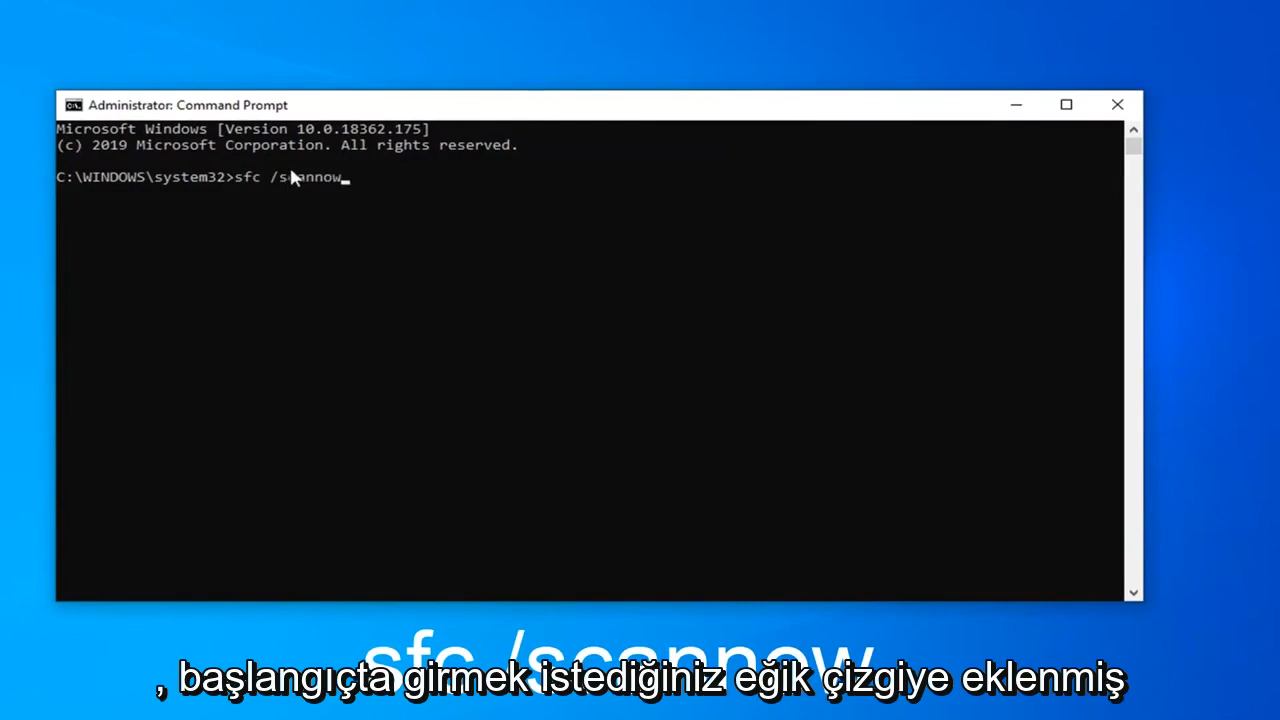 Administrator: Command Prompt
Microsoft Windows [Version 10.0.18362.175]
(c) 2019 Microsoft Corporation. All rights reserved.
C:\WINDOWS\system32>sfc /scannow
sfc /scannow
, başlangıçta girmek istediğiniz eğik çizgiye eklenmiş